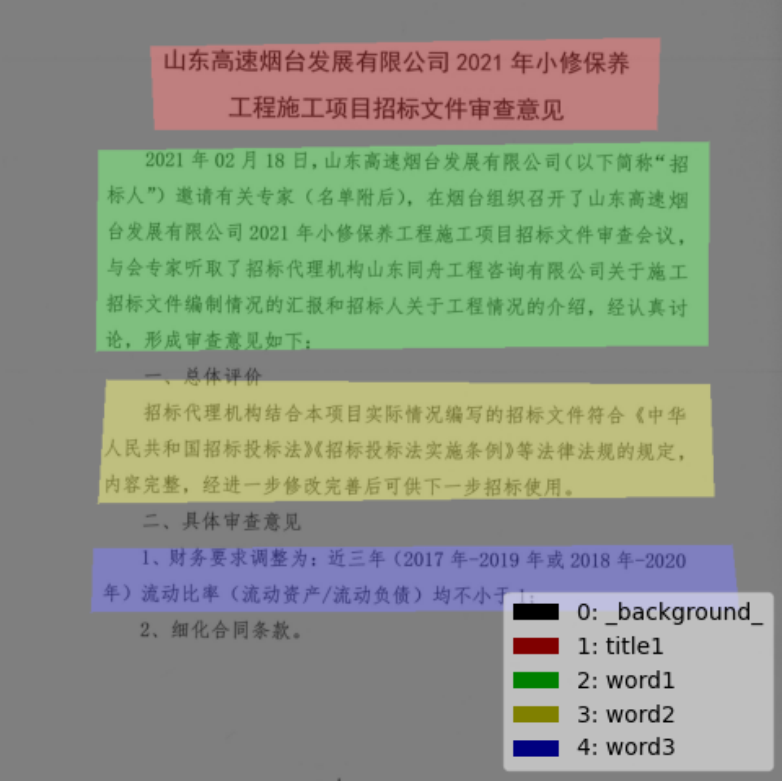 山东高速烟台发展有限公司 2021 年小修保养
工程施工项目招标文件审查意见
2021 年 02 月 18 日,山东高速烟台发展有限公司(以下简称“招
标人”)邀请有关专家(名单附后),在烟台组织召开了山东高速烟
台发展有限公司 2021 年小修保养工程施工项目招标文件审查会议,
与会专家听取了招标代理机构山东同舟工程咨询有限公司关于施工
招标文件编制情况的汇报和招标人关于工程情况的介绍,经认真讨
论,形成审查意见如下:
一、总体评价
招标代理机构结合本项目实际情况编写的招标文件符合《中华
人民共和国招标投标法》《招标投标法实施条例》等法律法规的规定,
内容完整,经进一步修改完善后可供下一步招标使用。
二、具体审查意见
1、财务要求调整为:近三年(2017 年-2019 年或 2018 年-2020
年)流动比率(流动资产/流动负债)均不小于 1;
2、细化合同条款。
0: _background_
1: title1
2: word1
3: word2
4: word3